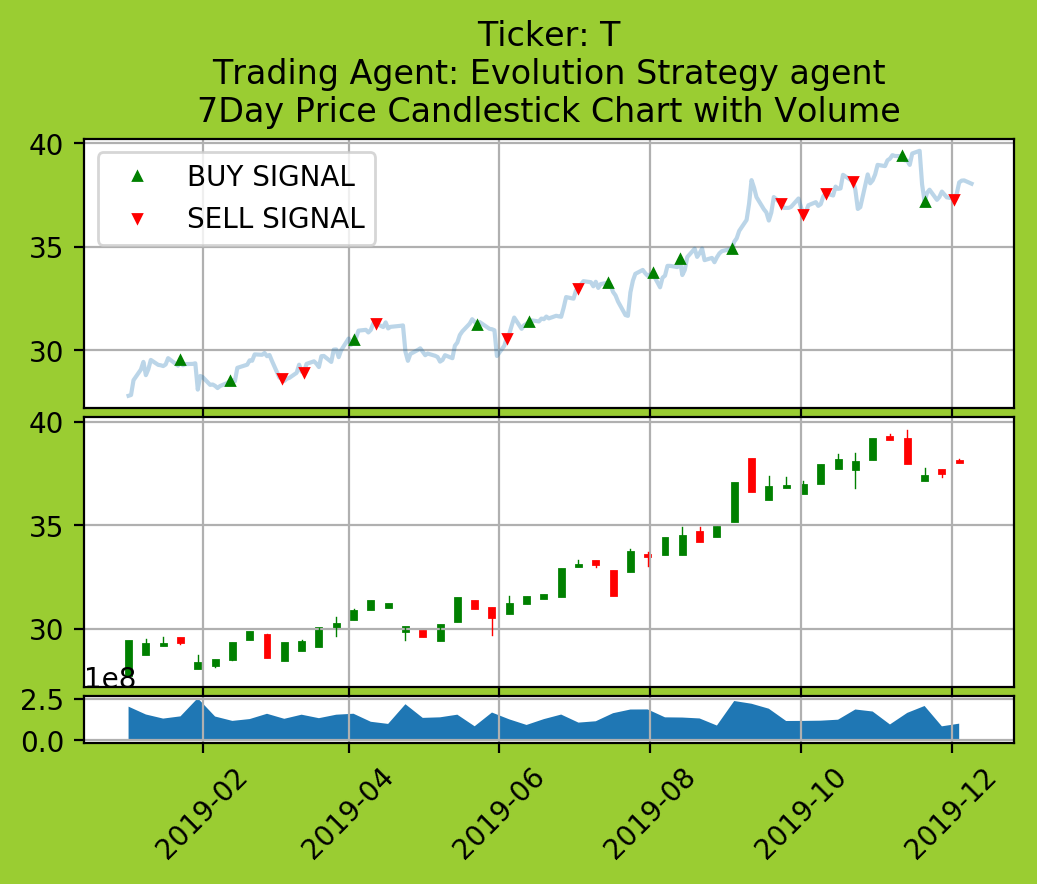 Ticker: T
Trading Agent: Evolution Strategy agent
7Day Price Candlestick Chart with Volume
40
BUY SIGNAL
SELL SIGNAL
35
30
40
35
30
1e8
2.5
0.0
2019-02
2019-04
2019-06
2019-08
2019-10
2019-12